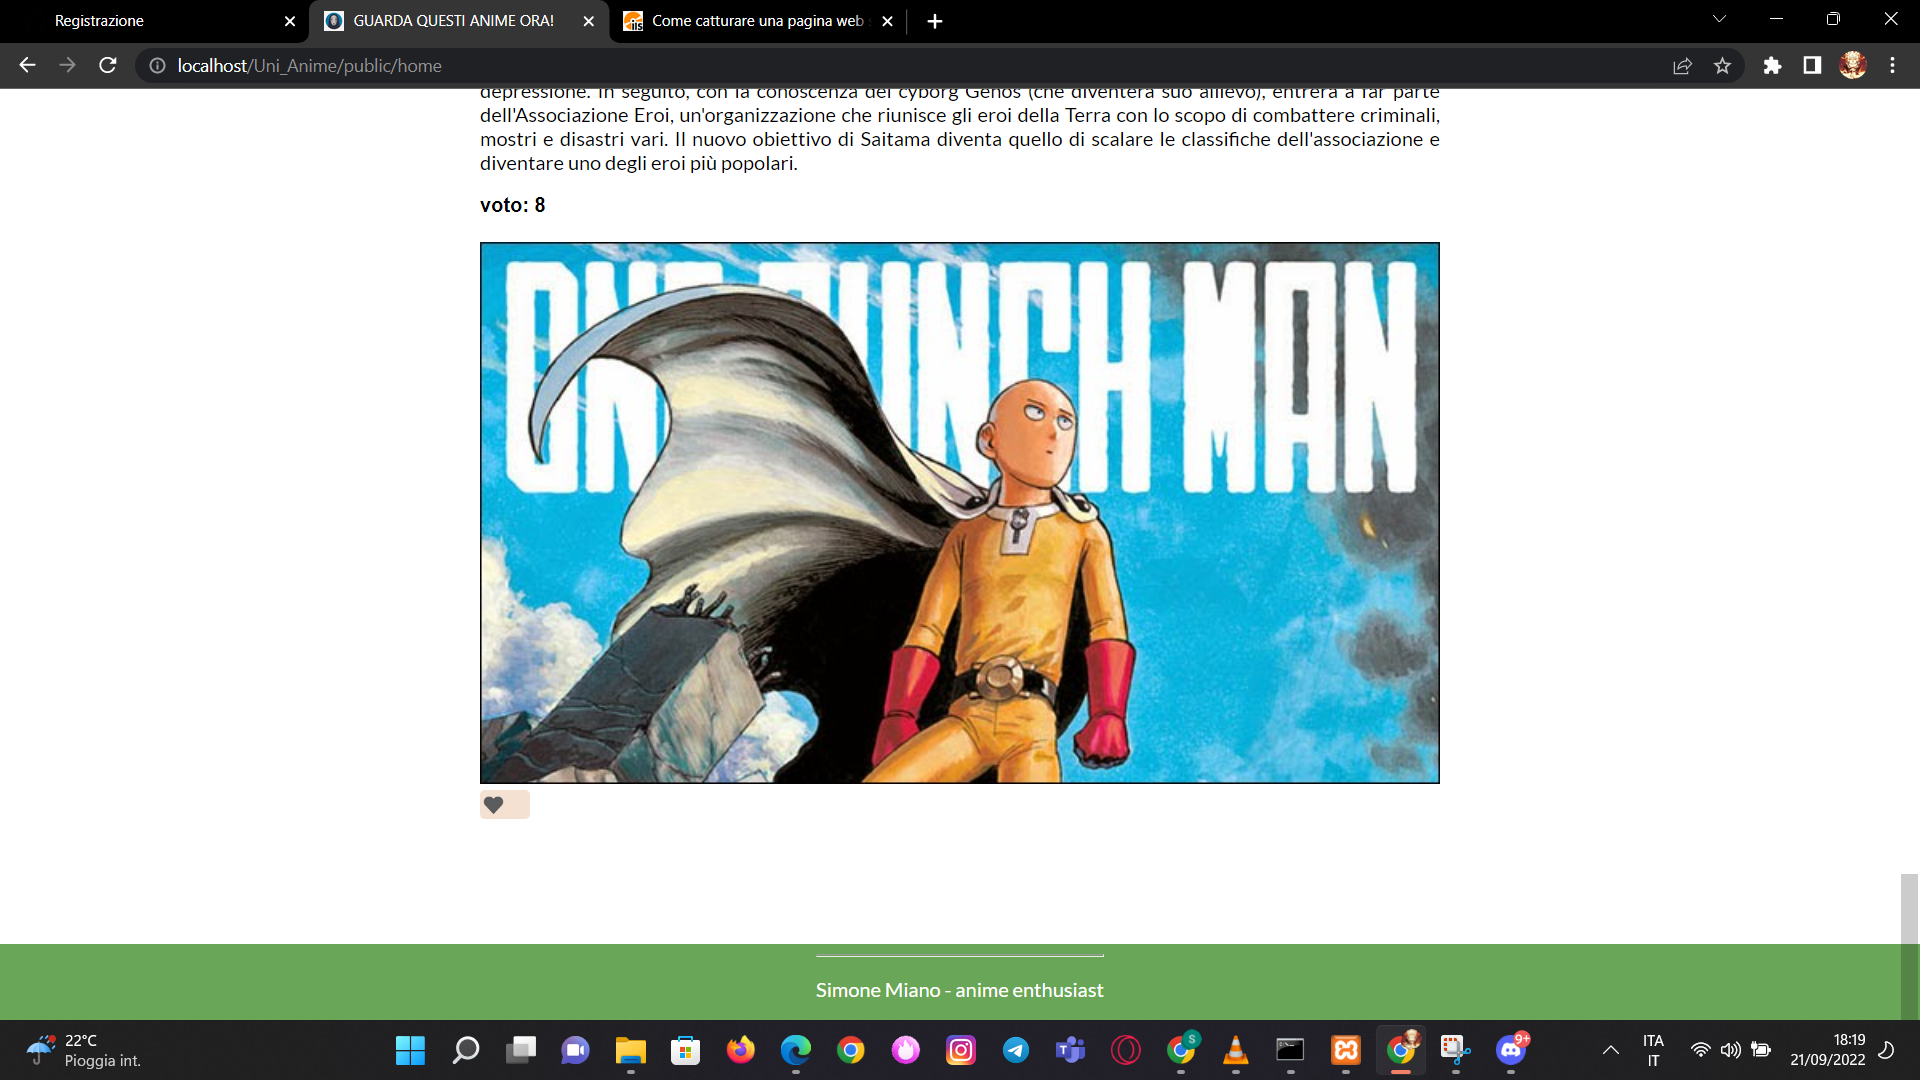 Registrazione
GUARDA QUESTI ANIME ORA!
Come catturare una pagina web
localhost/Uni_Anime/public/home
depressione. In seguito, con la conoscenza del cyborg Genos (che diventerà suo allievo), entrerà a far parte
dell'Associazione Eroi, un'organizzazione che riunisce gli eroi della Terra con lo scopo di combattere criminali,
mostri e disastri vari. Il nuovo obiettivo di Saitama diventa quello di scalare le classifiche dell'associazione e
diventare uno degli eroi più popolari.
voto: 8
ONE PUNCH MAN
Simone Miano - anime enthusiast
22°C
Pioggia int.
S
9+
ITA
IT
18:19
21/09/2022